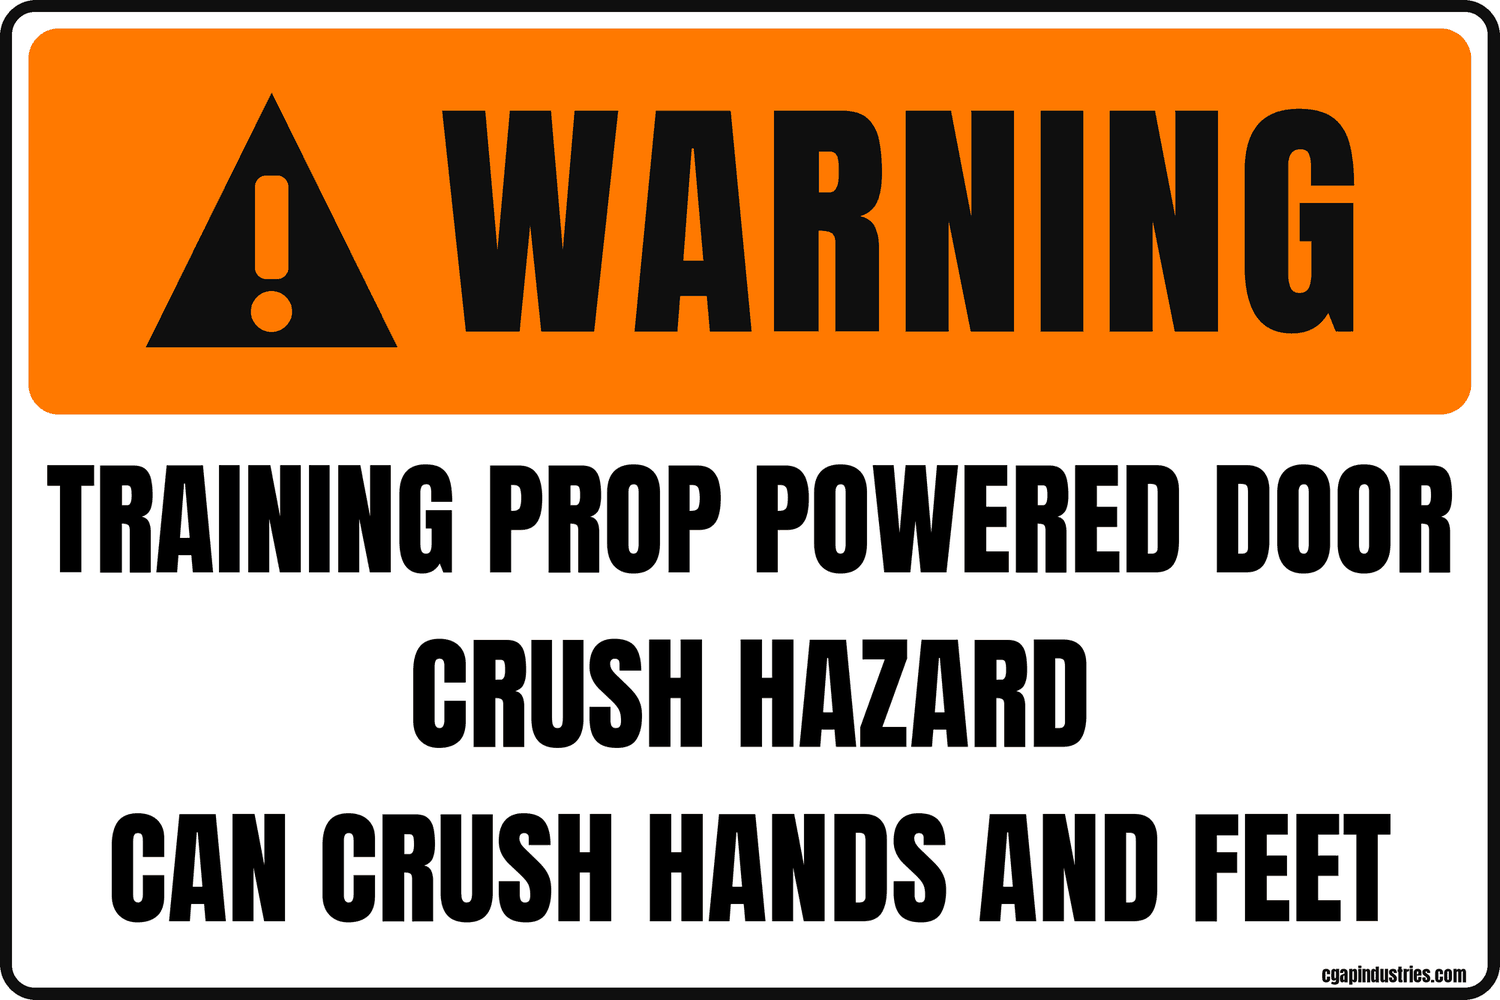 WARNING
TRAINING PROP POWERED DOOR
CRUSH HAZARD
CAN CRUSH HANDS AND FEET
cgapindustries.com